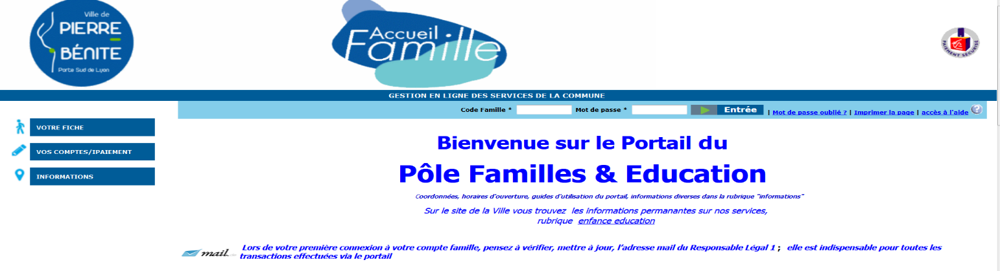 Ville de
PIERRE
BÉNITE
Porte Sud de Lyon
Accueil
Famille
PAIEMENT SECURISE
GESTION EN LIGNE DES SERVICES DE LA COMMUNE
Code Famille * Mot de passe * Entrée | Mot de passe oublié ? | Imprimer la page | accès à l'aide ?
VOTRE FICHE
VOS COMPTES/IPAIEMENT
INFORMATIONS
Bienvenue sur le Portail du
Pôle Familles & Education
Coordonnées, horaires d'ouverture, guides d'utilisation du portail, informations diverses dans la rubrique "informations"
Sur le site de la Ville vous trouvez les informations permanantes sur nos services,
rubrique enfance education
mail
Lors de votre première connexion à votre compte famille, pensez à vérifier, mettre à jour, l'adresse mail du Responsable Légal 1 ; elle est indispensable pour toutes les
transactions effectuées via le portail